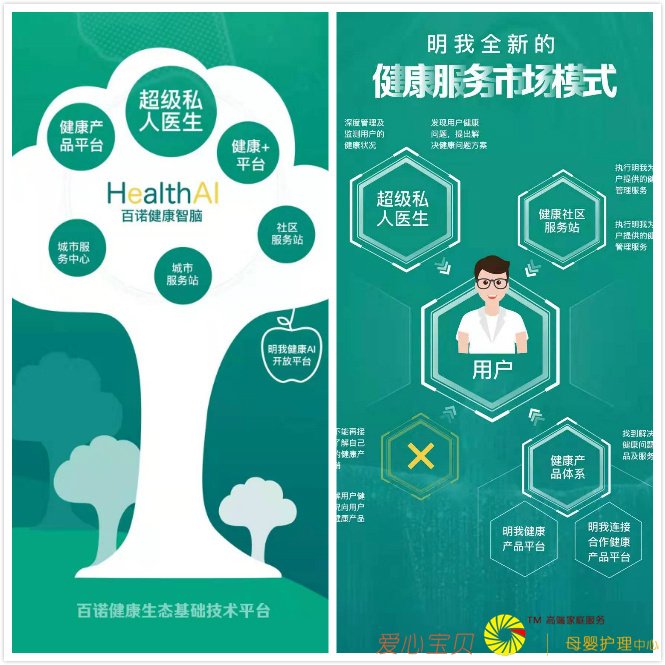 超级私
人医生
健康产
品平台
健康+
平台
HealthAI
百诺健康智脑
城市服
务中心
城市
服务站
社区
服务站
明我健康AI
开放平台
百诺健康生态基础技术平台
明我全新的
健康服务市场模式
深度管理及
监测用户的
健康状况
发现用户健康
问题，提出解
决健康问题方案
超级私
人医生
健康社区
服务站
执行明我为
户提供的健
管理服务
执行明我为
户提供的健
管理服务
用户
不能再接
了解自己
的健康产
解用户健
况向用户
健康产品
健康产
品体系
找到解决
健康问题
品及服务
明我健康
产品平台
明我连接
合作健康
产品平台
爱心宝贝
TM 高端家庭服务
母婴护理中心